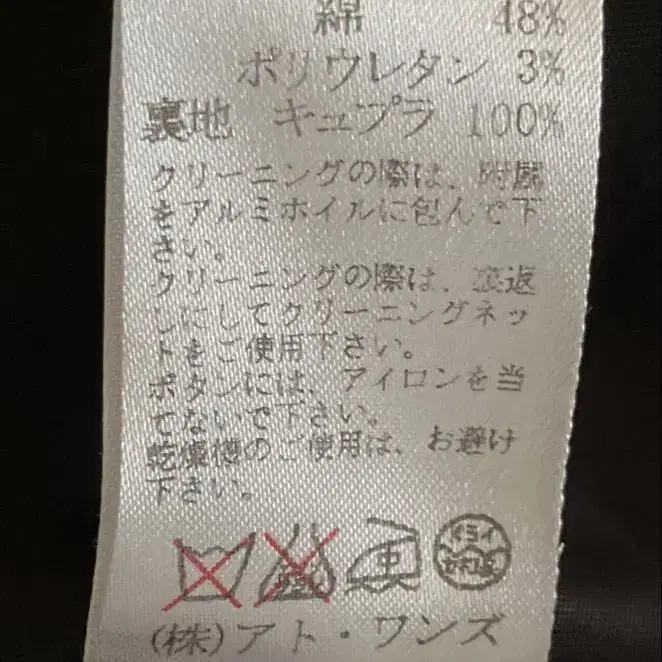 綿 48%
ポリウレタン 3%
裏地 キュプラ 100%
クリーニングの際は、附属
をアルミホイルに包んで下
さい。
クリーニングの際は、裏返
しにしてクリーニングネッ
トをご使用下さい。
ボタンには、アイロンを当
てないで下さい。
乾燥機のご使用は、お避け
下さい。
中
ドライ
(株)アト・ワンズ